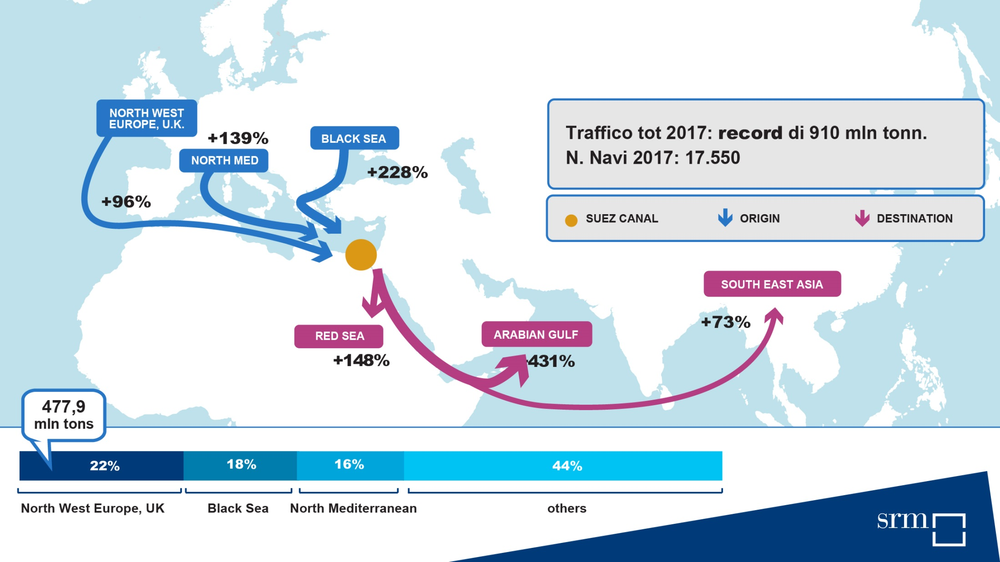 NORTH WEST
EUROPE, U.K.
+139%
NORTH MED
BLACK SEA
+228%
+96%
Traffico tot 2017: record di 910 mln tonn.
N. Navi 2017: 17.550
SUEZ CANAL
ORIGIN
DESTINATION
SOUTH EAST ASIA
+73%
RED SEA
+148%
ARABIAN GULF
+431%
477,9
mln tons
22%
18%
16%
44%
North West Europe, UK
Black Sea
North Mediterranean
others
srm